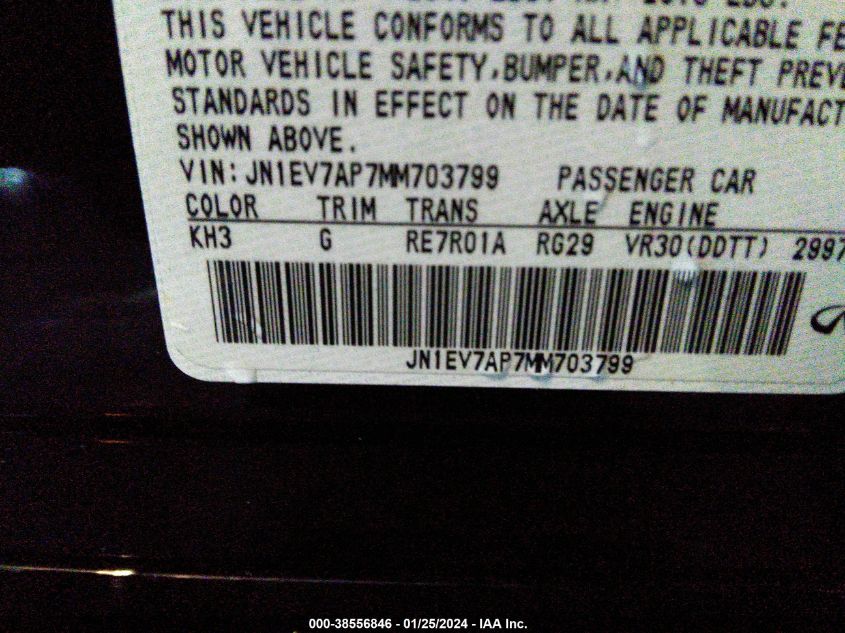 THIS VEHICLE CONFORMS TO ALL APPLICABLE FE
MOTOR VEHICLE SAFETY,BUMPER,AND THEFT PREVE
STANDARDS IN EFFECT ON THE DATE OF MANUFACT
SHOWN ABOVE.
VIN:JN1EV7AP7MM703799 PASSENGER CAR
COLOR TRIM TRANS AXLE ENGINE
KH3 G RE7R01A RG29 VR30(DDTT) 2997
JN1EV7AP7MM703799
000-38556846 - 01/25/2024 - IAA Inc.